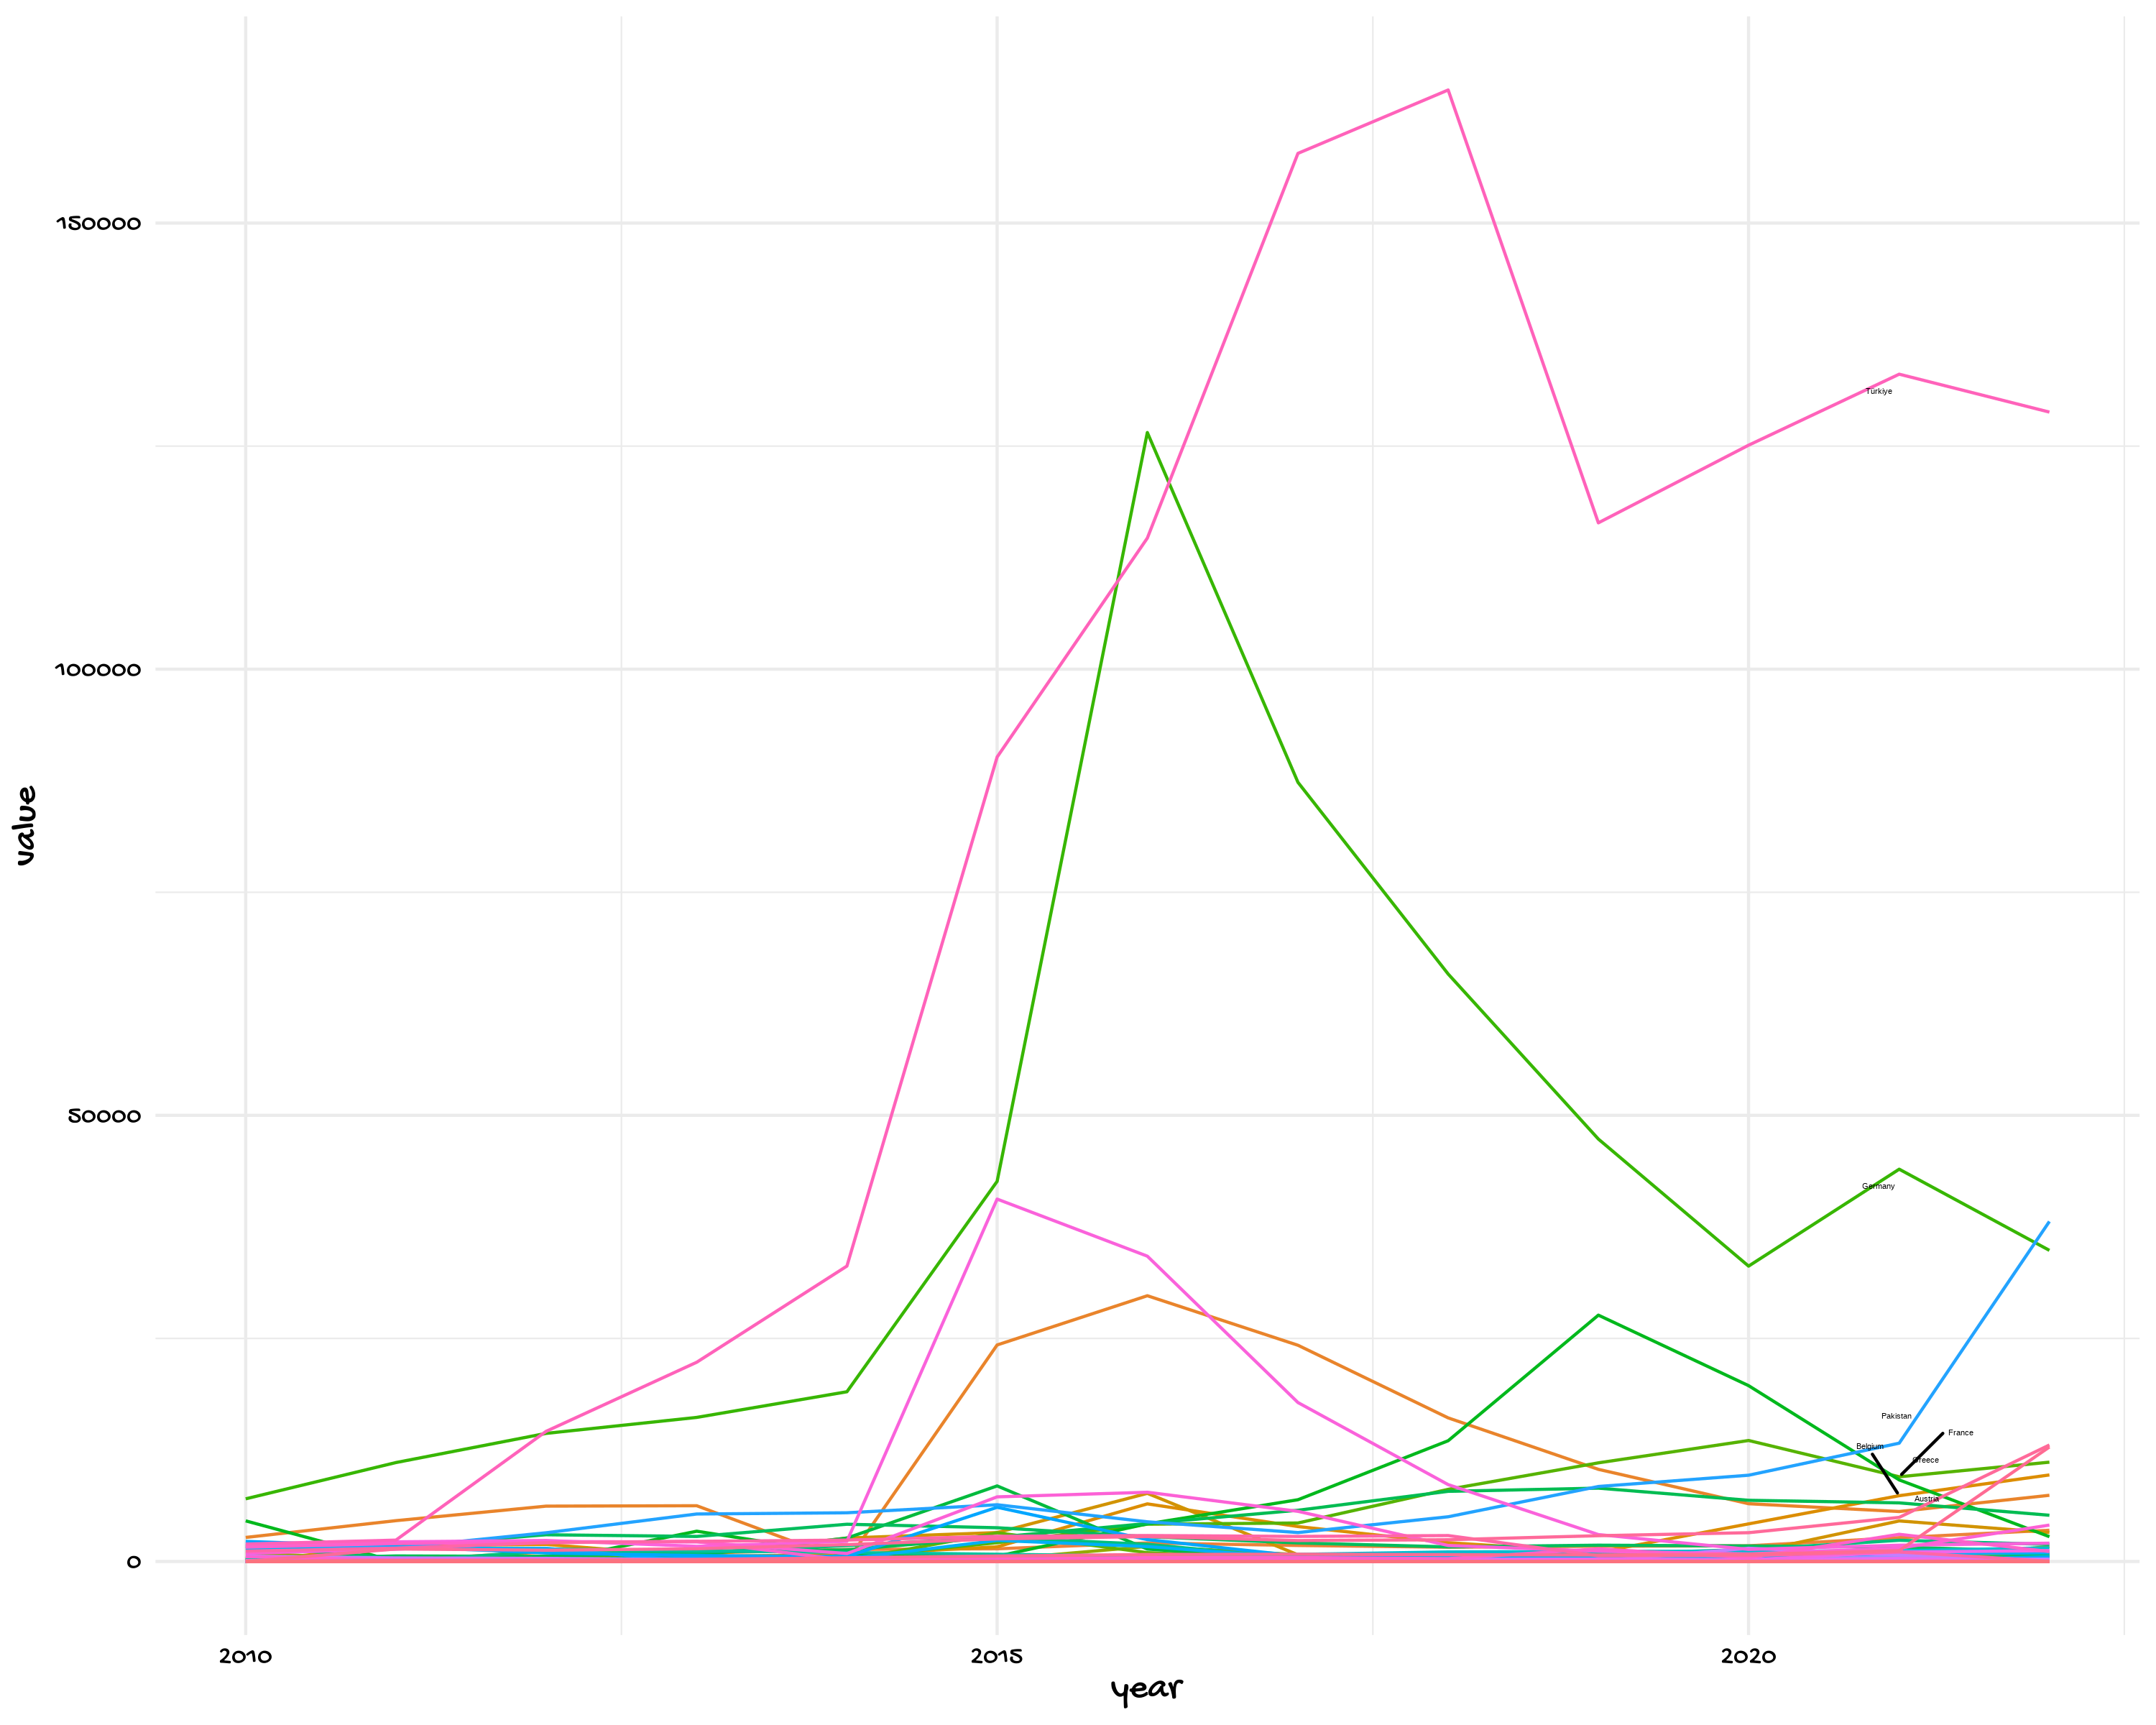 150000
100000
50000
0
value
2010
2015
2020
year
Türkiye
Germany
Pakistan
France
Belgium
Greece
Austria